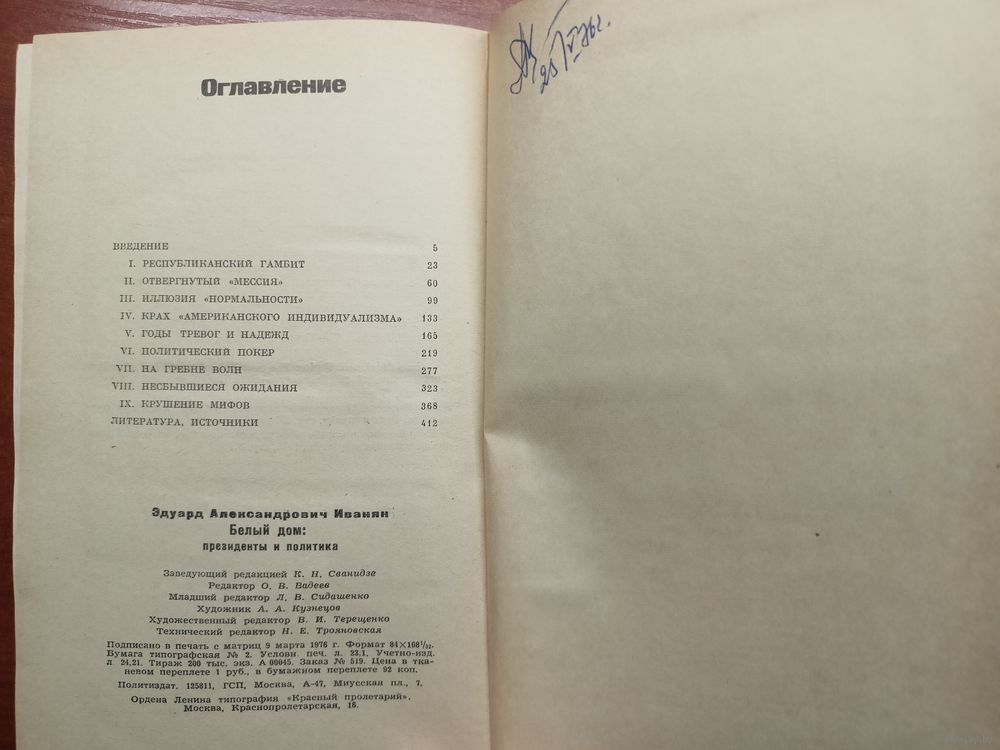 Оглавление
ВВЕДЕНИЕ 5
I. РЕСПУБЛИКАНСКИЙ ГАМБИТ 23
II. ОТВЕРГНУТЫЙ «МЕССИЯ» 60
III. ИЛЛЮЗИЯ «НОРМАЛЬНОСТИ» 99
IV. КРАХ «АМЕРИКАНСКОГО ИНДИВИДУАЛИЗМА» 133
V. ГОДЫ ТРЕВОГ И НАДЕЖД 165
VI. ПОЛИТИЧЕСКИЙ ПОКЕР 219
VII. НА ГРЕБНЕ ВОЛН 277
VIII. НЕСБЫВШИЕСЯ ОЖИДАНИЯ 323
IX. КРУШЕНИЕ МИФОВ 368
ЛИТЕРАТУРА, ИСТОЧНИКИ 412
Эдуард Александрович Иванян
Белый дом:
президенты и политика
Заведующий редакцией К. Н. Сванидзе
Редактор О. В. Вадеев
Младший редактор Л. В. Сидашенко
Художник А. А. Кузнецов
Художественный редактор В. И. Терещенко
Технический редактор Н. Е. Трояновская
Подписано в печать с матриц 9 марта 1976 г. Формат 84×108¹/₃₂.
Бумага типографская № 2. Условн. печ. л. 23,1. Учетно-изд.
л 24,21. Тираж 200 тыс. экз. А 00045. Заказ № 519. Цена в тка-
невом переплете 1 руб., в бумажном переплете 92 коп.
Политиздат. 125811, ГСП, Москва, А-47, Миусская пл., 7.
Ордена Ленина типография «Красный пролетарий».
Москва, Краснопролетарская, 16.
25/V 76г.